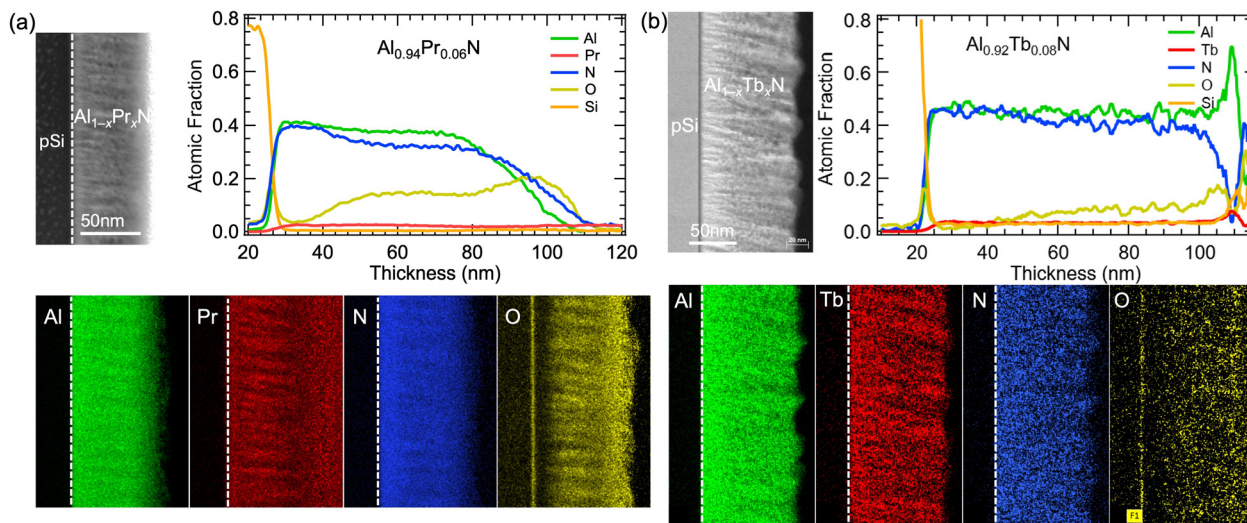 (a)
pSi
Al1−xPrxN
50nm
Al0.94Pr0.06N
Al
Pr
N
O
Si
Atomic Fraction
0.8
0.6
0.4
0.2
0.0
20 40 60 80 100 120
Thickness (nm)
Al
Pr
N
O
(b)
pSi
Al1−xTbxN
50nm
20 nm
Al0.92Tb0.08N
Al
Tb
N
O
Si
Atomic Fraction
0.8
0.6
0.4
0.2
0.0
20 40 60 80 100
Thickness (nm)
Al
Tb
N
O
F1